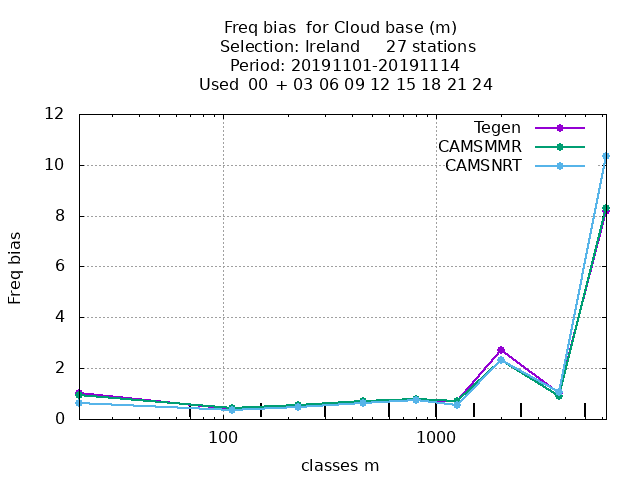 Freq bias  for Cloud base (m)
Selection: Ireland     27 stations
Period: 20191101-20191114
Used  00 + 03 06 09 12 15 18 21 24
12
10
8
6
4
2
0
Freq bias
Tegen
CAMSMMR
CAMSNRT
100
1000
classes m